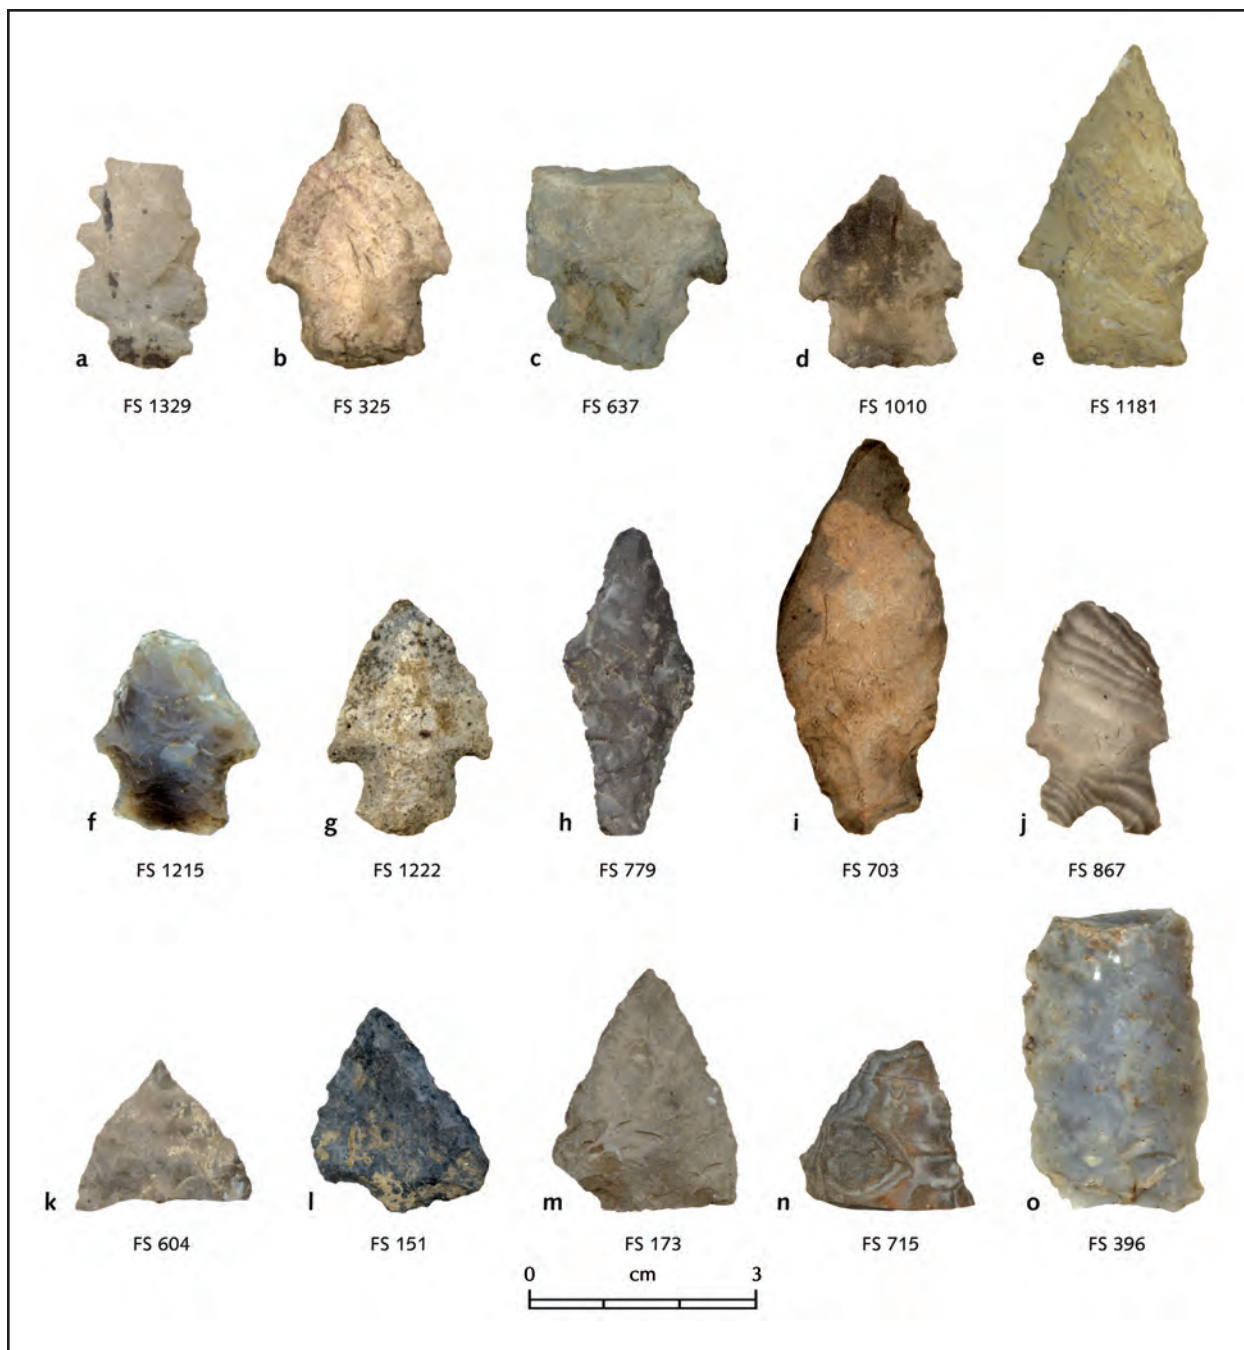 a b c d e
FS 1329 FS 325 FS 637 FS 1010 FS 1181
f g h i j
FS 1215 FS 1222 FS 779 FS 703 FS 867
k l m n o
FS 604 FS 151 FS 173 FS 715 FS 396
0 cm 3